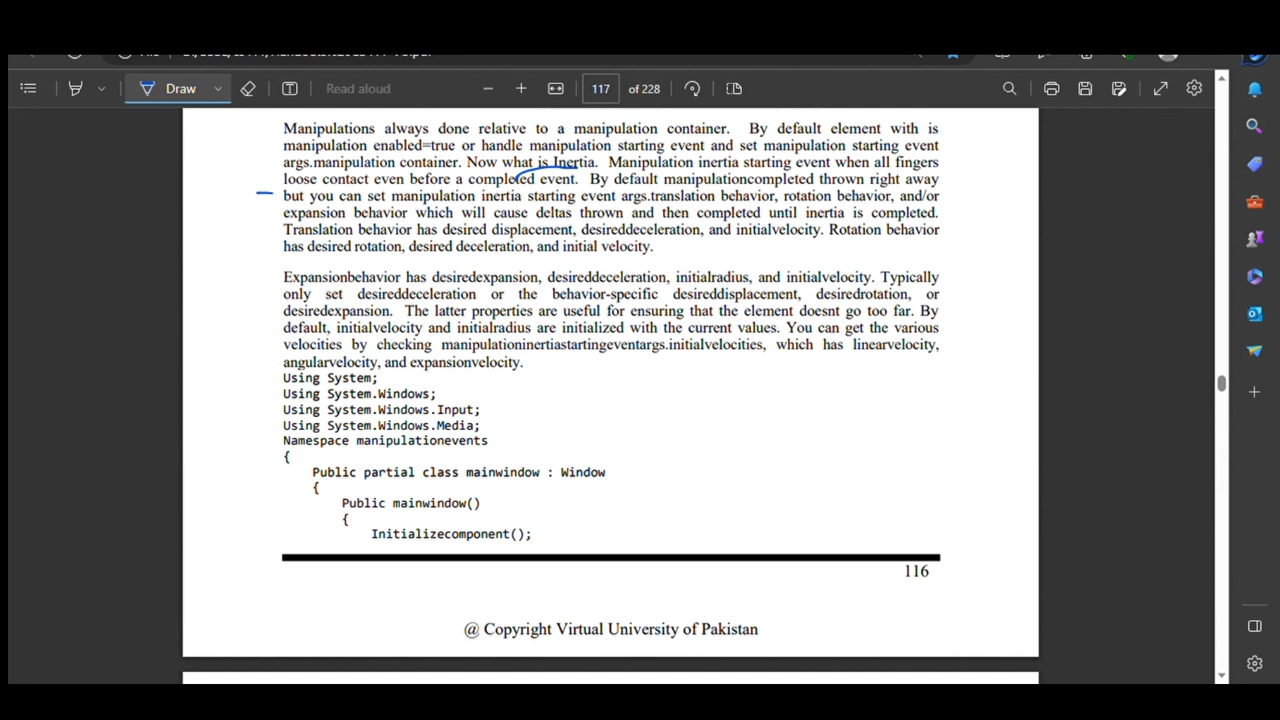 Draw
Read aloud
117
of 228
Manipulations always done relative to a manipulation container. By default element with is
manipulation enabled=true or handle manipulation starting event and set manipulation starting event
args.manipulation container. Now what is Inertia. Manipulation inertia starting event when all fingers
loose contact even before a completed event. By default manipulationcompleted thrown right away
but you can set manipulation inertia starting event args.translation behavior, rotation behavior, and/or
expansion behavior which will cause deltas thrown and then completed until inertia is completed.
Translation behavior has desired displacement, desireddeceleration, and initialvelocity. Rotation behavior
has desired rotation, desired deceleration, and initial velocity.
Expansionbehavior has desiredexpansion, desireddeceleration, initialradius, and initialvelocity. Typically
only set desireddeceleration or the behavior-specific desireddisplacement, desiredrotation, or
desiredexpansion. The latter properties are useful for ensuring that the element doesnt go too far. By
default, initialvelocity and initialradius are initialized with the current values. You can get the various
velocities by checking manipulationinertiastartingeventargs.initialvelocities, which has linearvelocity,
angularvelocity, and expansionvelocity.
Using System;
Using System.Windows;
Using System.Windows.Input;
Using System.Windows.Media;
Namespace manipulationevents
{
Public partial class mainwindow : Window
{
Public mainwindow()
{
Initializecomponent();
116
@ Copyright Virtual University of Pakistan